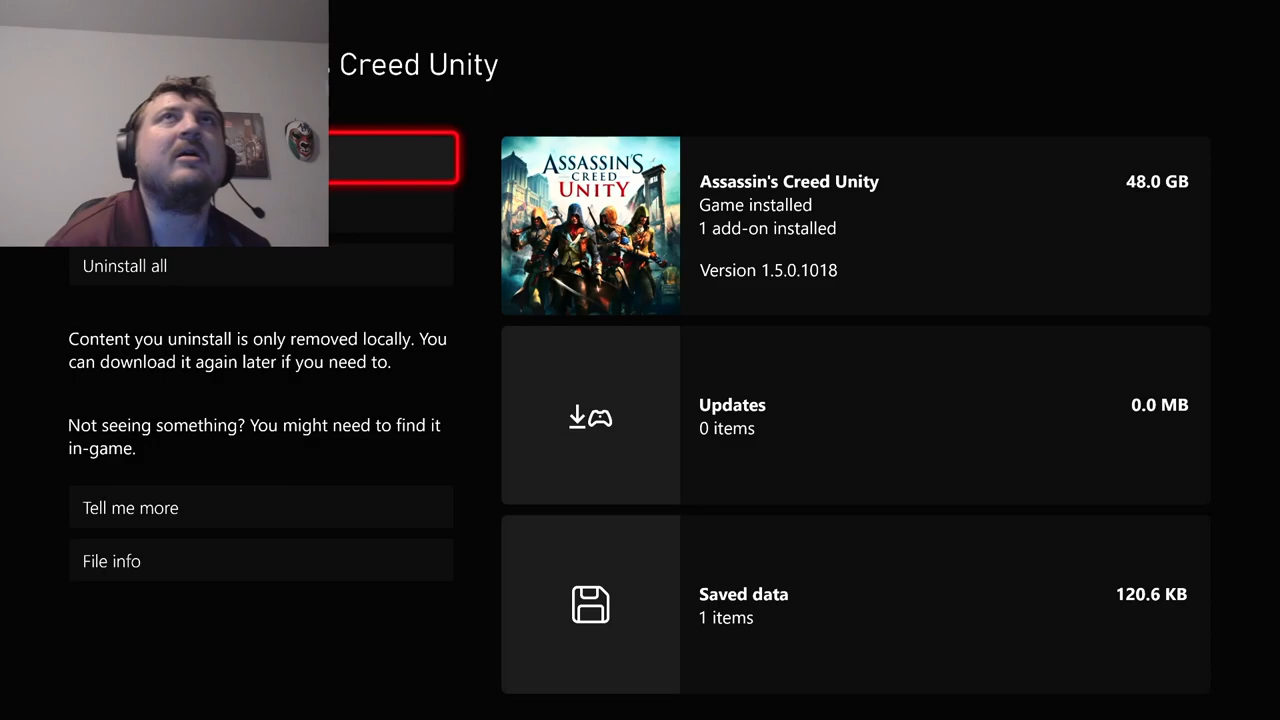 Creed Unity
Uninstall all
Content you uninstall is only removed locally. You
can download it again later if you need to.
Not seeing something? You might need to find it
in-game.
Tell me more
File info
ASSASSIN'S
CREED
UNITY
Assassin's Creed Unity
48.0 GB
Game installed
1 add-on installed
Version 1.5.0.1018
Updates
0.0 MB
0 items
Saved data
120.6 KB
1 items